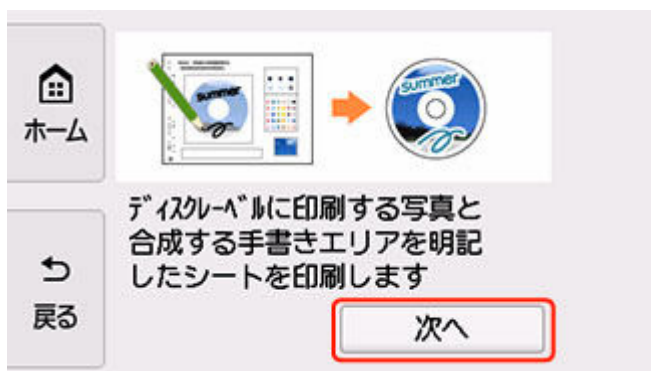 ホーム
summer
summer
ディスクレーベルに印刷する写真と
合成する手書きエリアを明記
したシートを印刷します
戻る
次へ